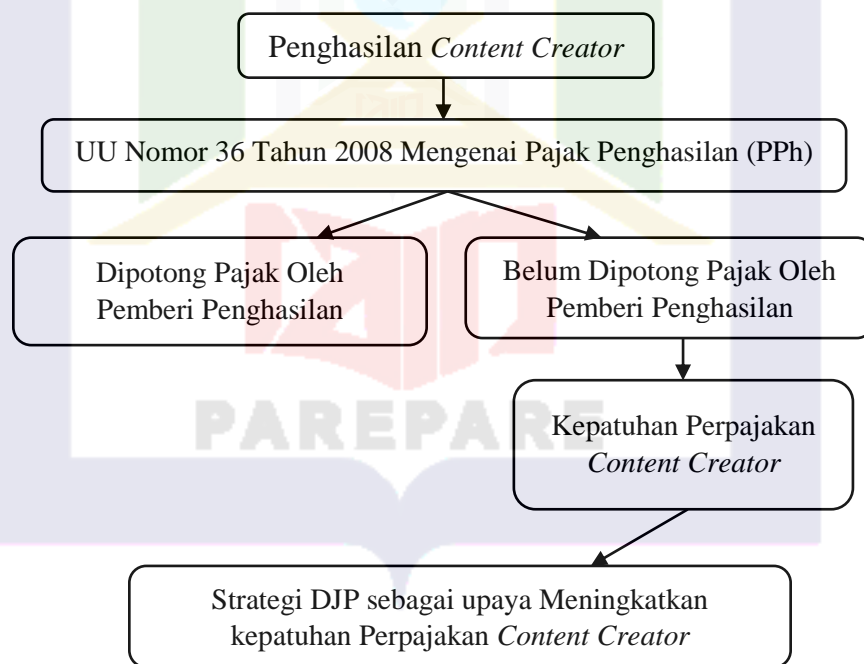 Penghasilan Content Creator
UU Nomor 36 Tahun 2008 Mengenai Pajak Penghasilan (PPh)
Dipotong Pajak Oleh
Pemberi Penghasilan
Belum Dipotong Pajak Oleh
Pemberi Penghasilan
PAREPARE
Kepatuhan Perpajakan
Content Creator
Strategi DJP sebagai upaya Meningkatkan
kepatuhan Perpajakan Content Creator